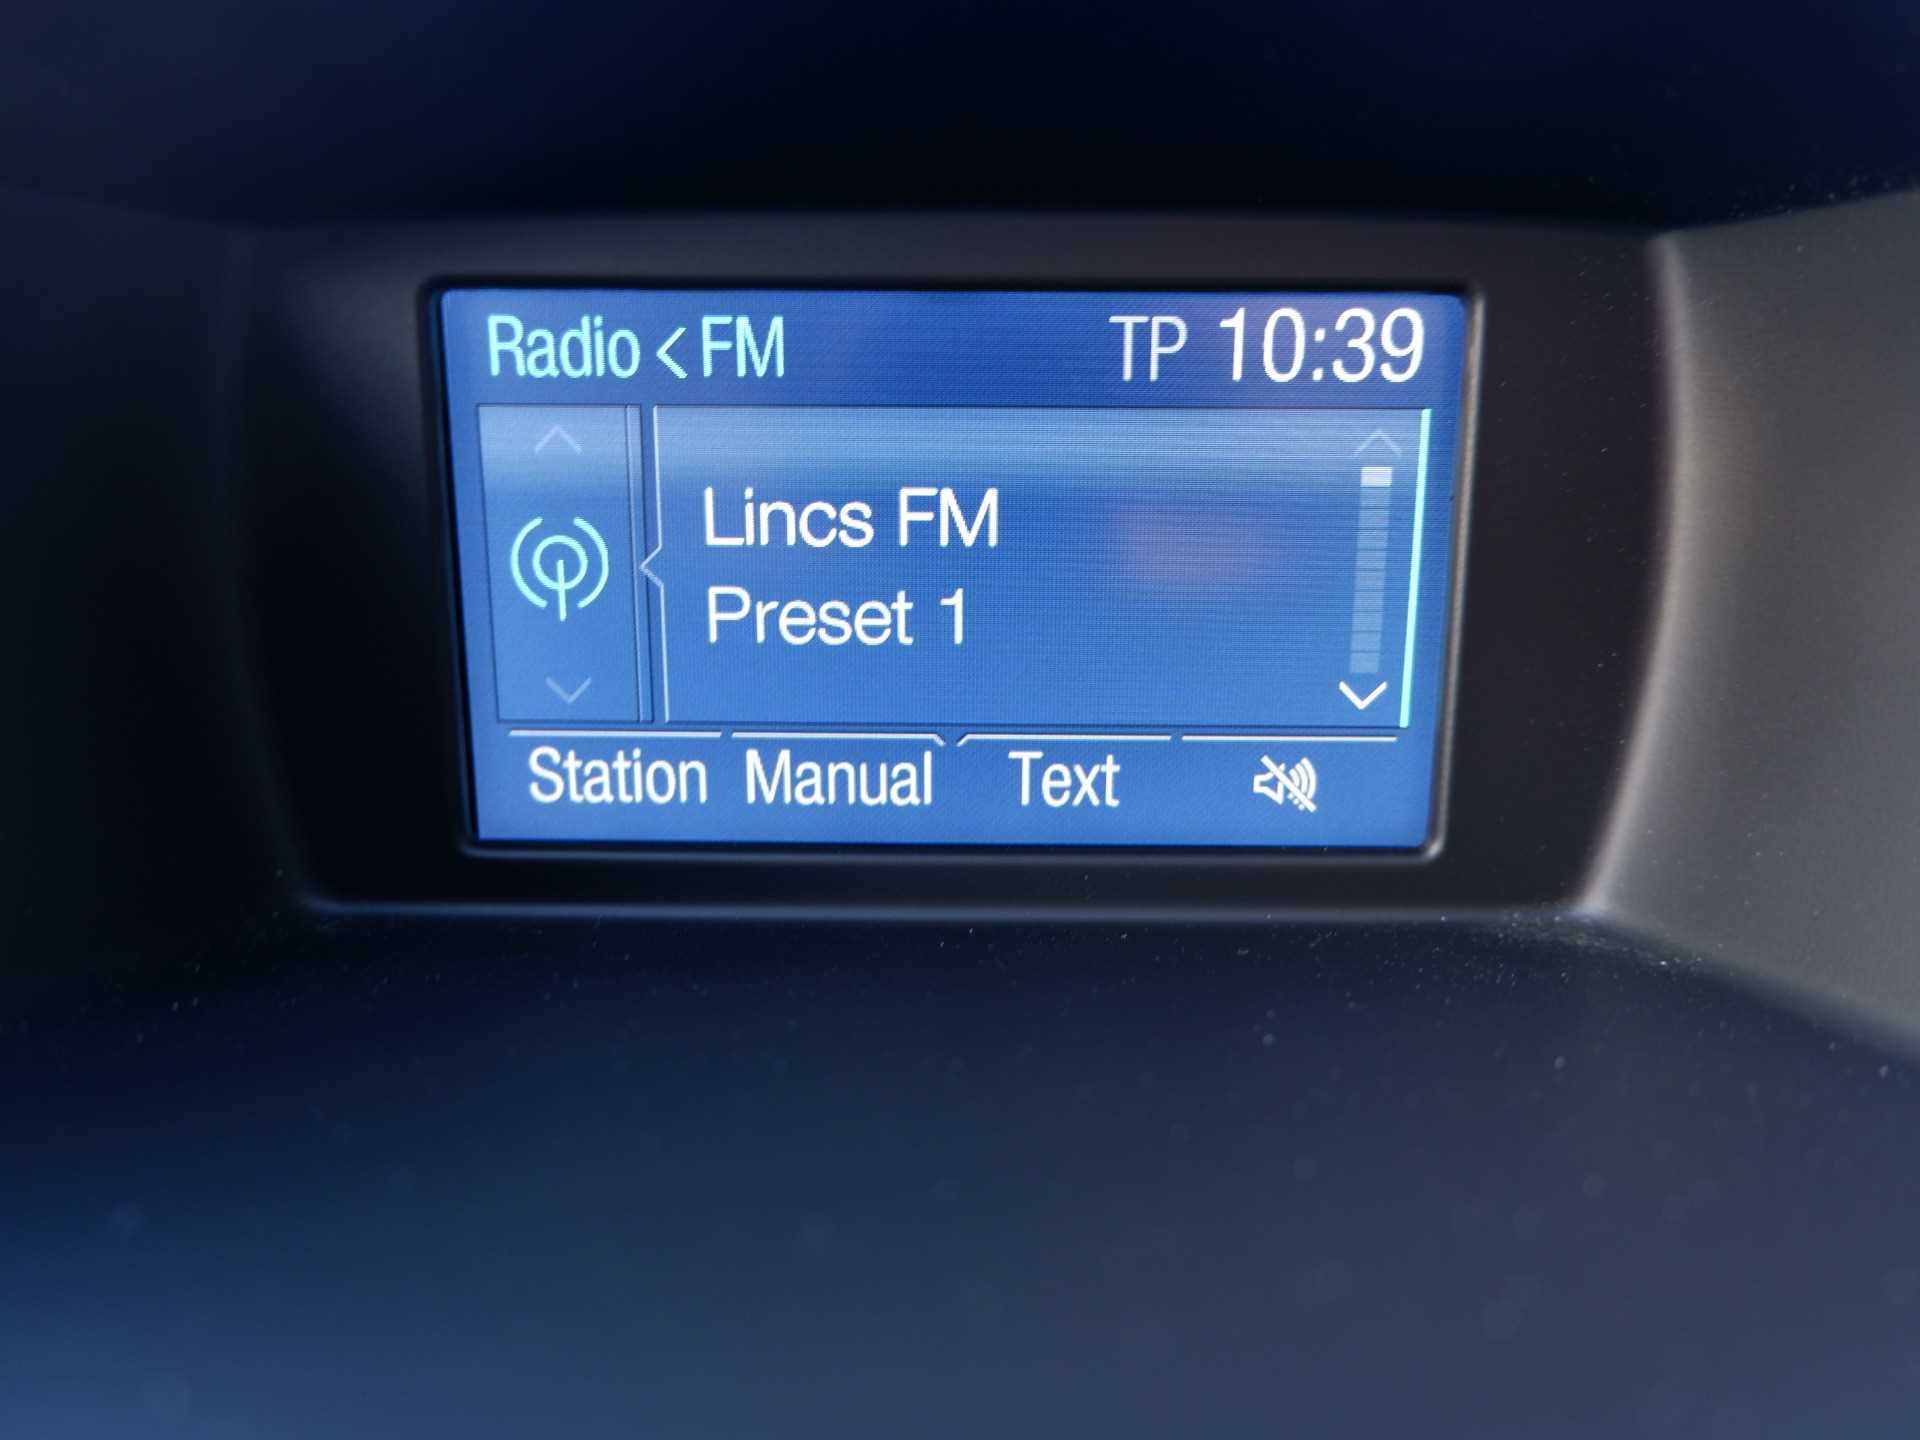 Radio < FM TP 10:39
Lincs FM
Preset 1
Station Manual Text